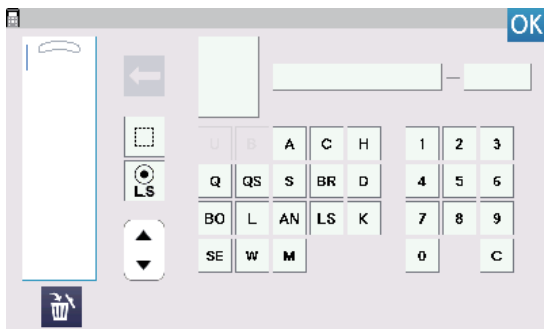 OK
—
LS
U B A C H 1 2 3
Q QS S BR D 4 5 6
BO L AN LS K 7 8 9
SE W M 0 C